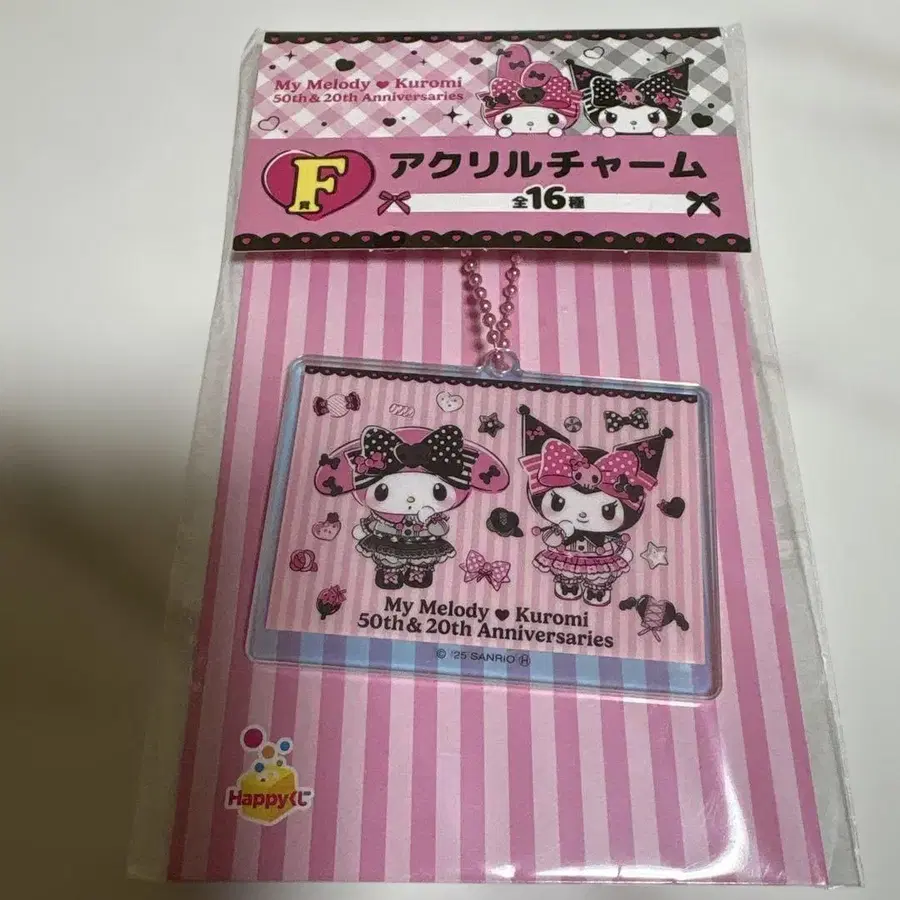 My Melody ♥ Kuromi
50th & 20th Anniversaries
F賞
アクリルチャーム
全16種
My Melody ♥ Kuromi
50th & 20th Anniversaries
© '25 SANRIO Ⓗ
Happyくじ